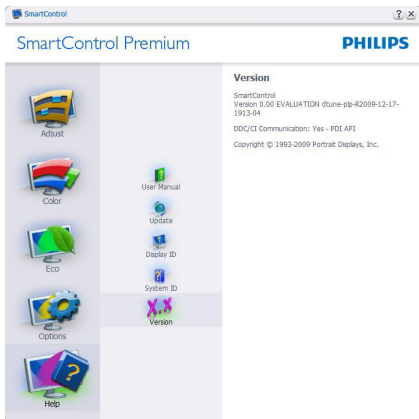 SmartControl
SmartControl Premium
PHILIPS
Adjust
Color
Eco
Options
Help
User Manual
Update
Display ID
System ID
X.X
Version
Version
SmartControl
Version 0.00 EVALUATION dtune-plp-R2009-12-17-
1913-04
DDC/CI Communication: Yes - PDI API
Copyright © 1993-2009 Portrait Displays, Inc.